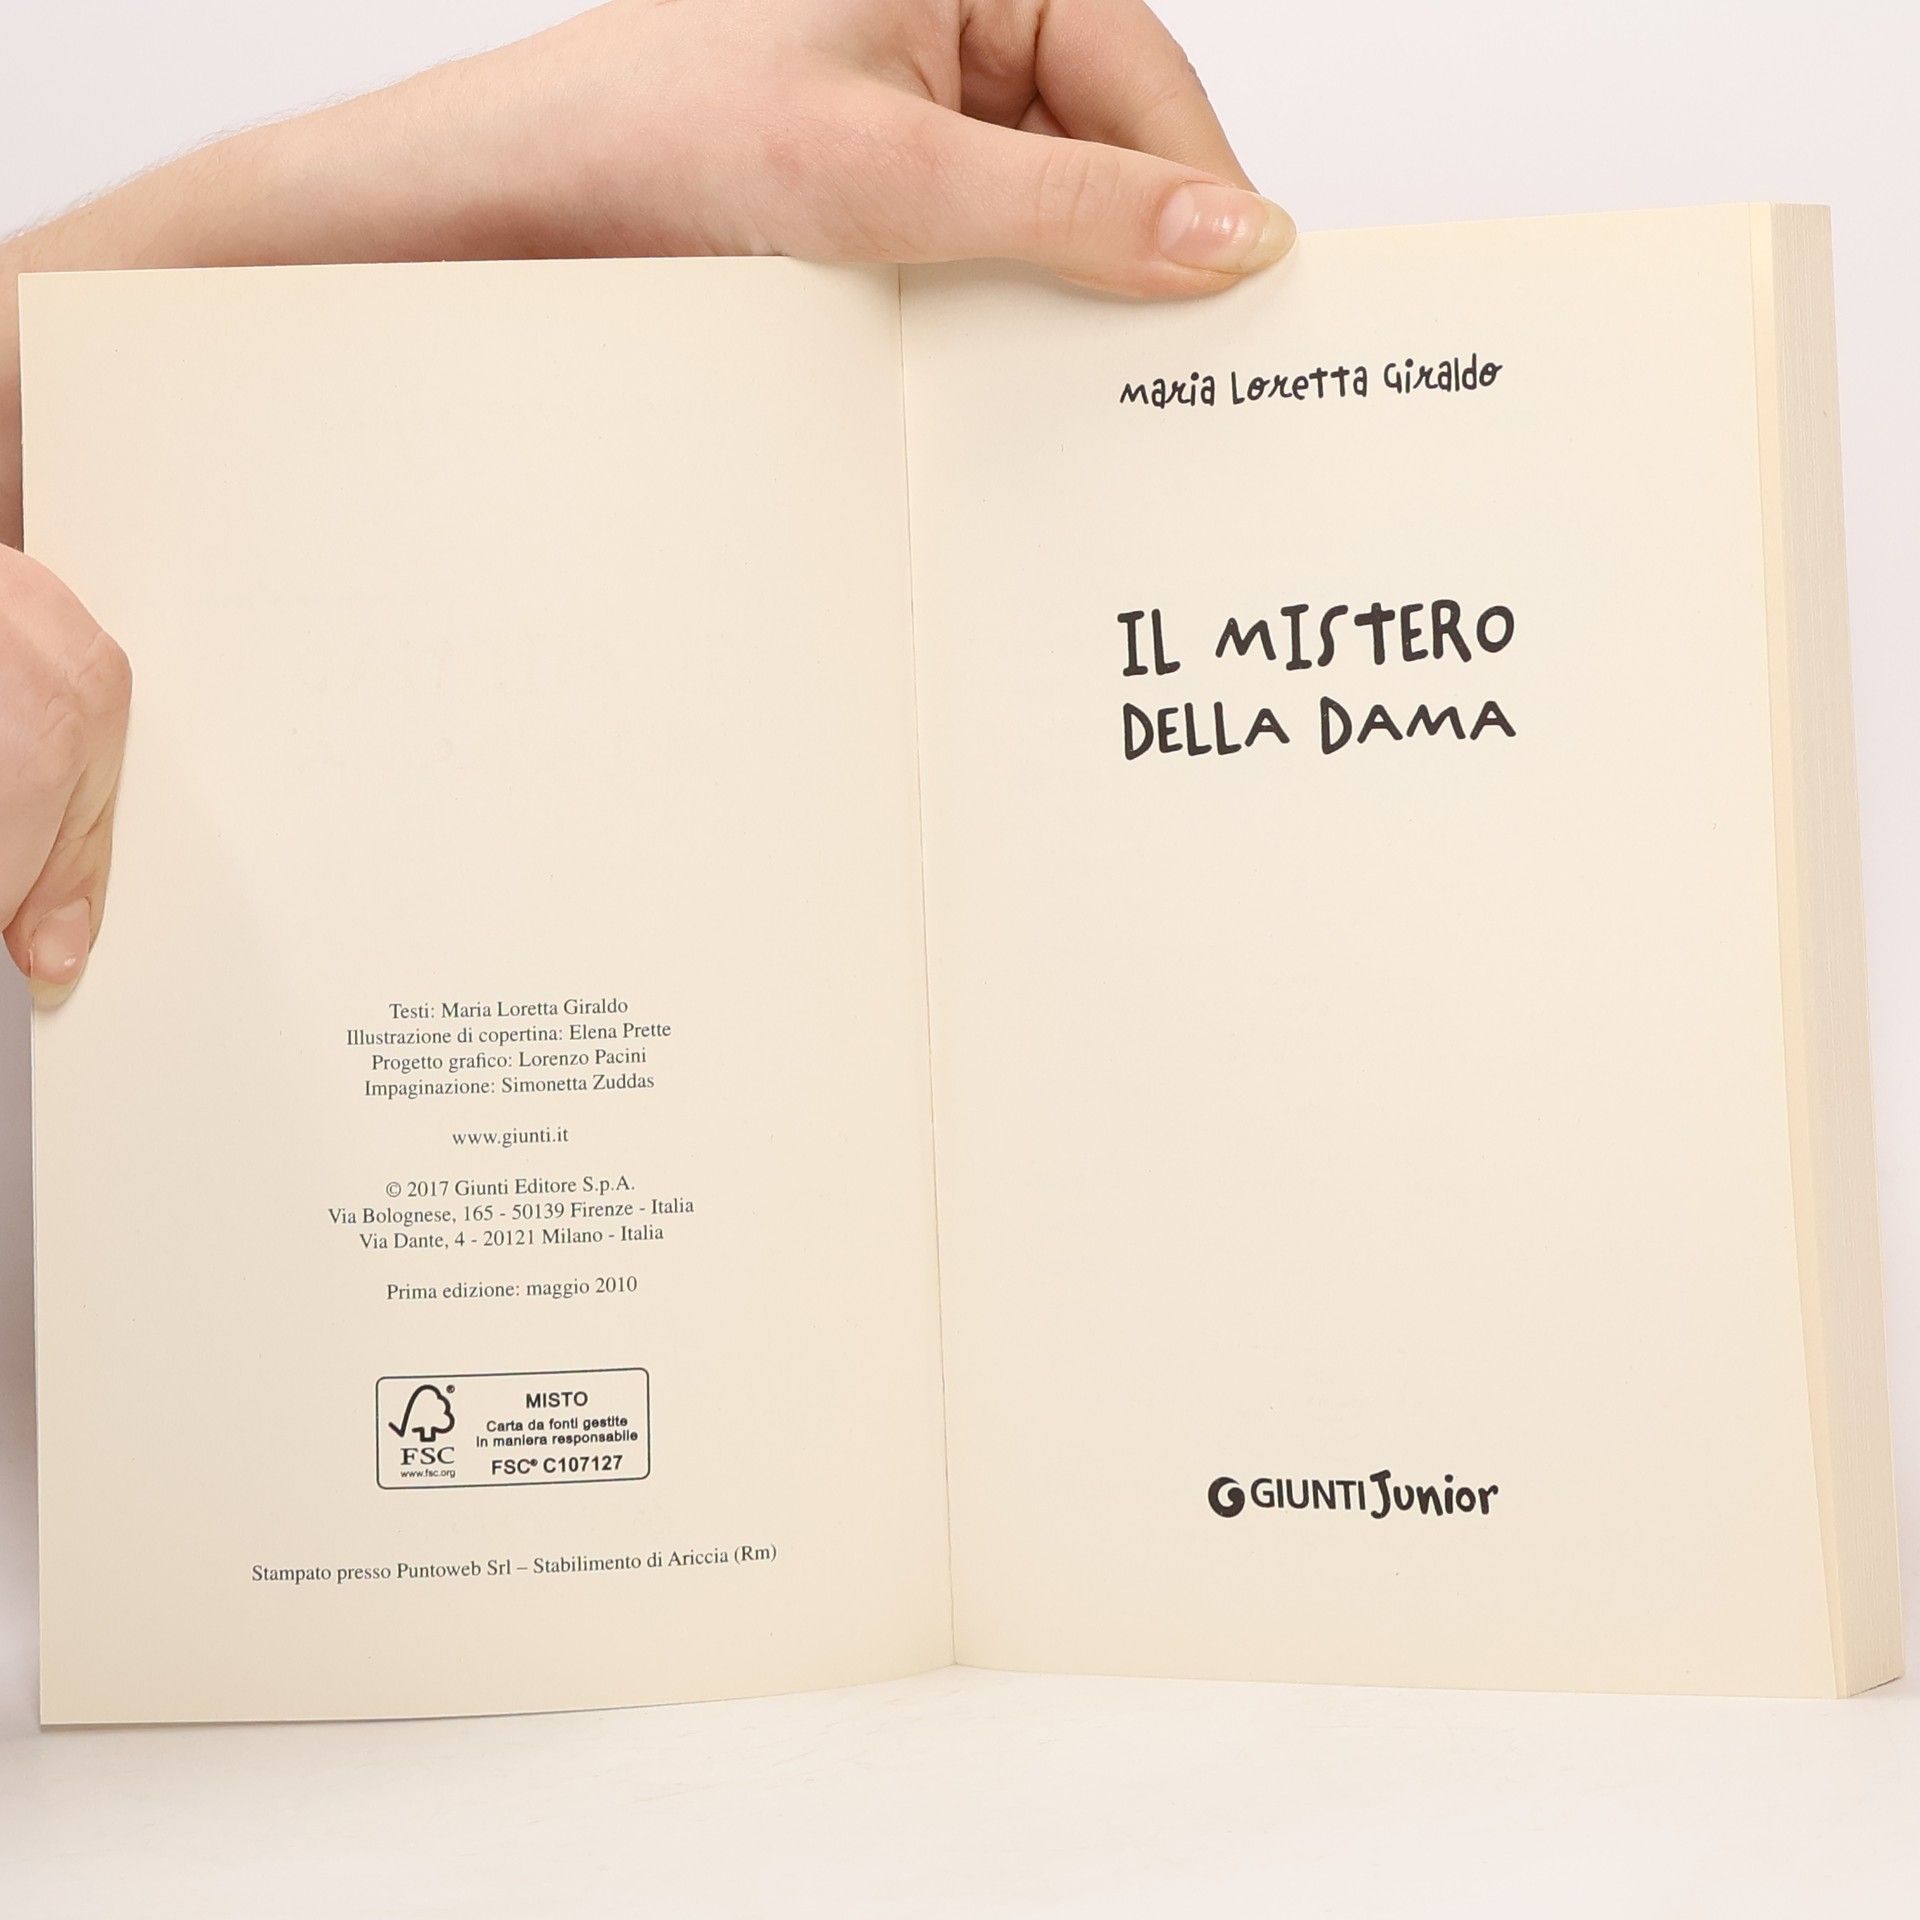 Testi: Maria Loretta Giraldo
Illustrazione di copertina: Elena Prette
Progetto grafico: Lorenzo Pacini
Impaginazione: Simonetta Zuddas
www.giunti.it
© 2017 Giunti Editore S.p.A.
Via Bolognese, 165 - 50139 Firenze - Italia
Via Dante, 4 - 20121 Milano - Italia
Prima edizione: maggio 2010
FSC
www.fsc.org
MISTO
Carta da fonti gestite
in maniera responsabile
FSC® C107127
Stampato presso Puntoweb Srl – Stabilimento di Ariccia (Rm)
Maria Loretta Giraldo
IL MISTERO
DELLA DAMA
GIUNTI Junior